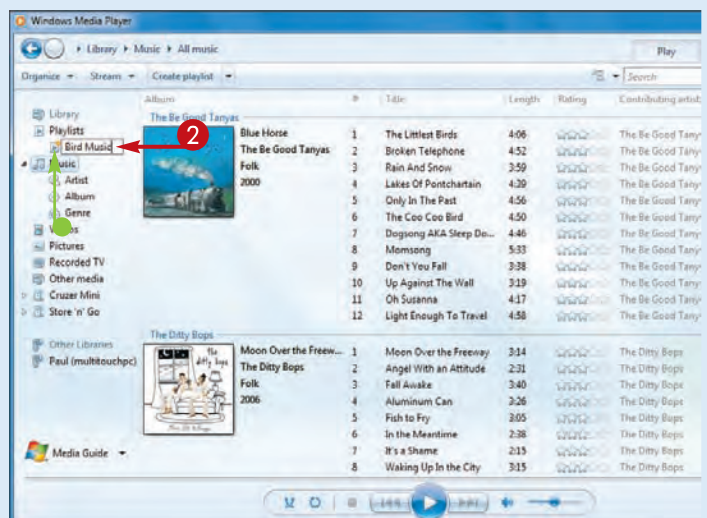 Windows Media Player
Library ▸ Music ▸ All music
Play
Organize Stream Create playlist Search
Album # Title Length Rating Contributing artist
Library
Playlists
Bird Music
2
Music
Artist
Album
Genre
Videos
Pictures
Recorded TV
Other media
Cruzer Mini
Store 'n' Go
Other Libraries
Paul (multitouchpc)
Media Guide
The Be Good Tanyas
Blue Horse
The Be Good Tanyas
Folk
2000
1 The Littlest Birds 4:06 The Be Good Tany
2 Broken Telephone 4:52 The Be Good Tany
3 Rain And Snow 3:59 The Be Good Tany
4 Lakes Of Pontchartain 4:29 The Be Good Tany
5 Only In The Past 4:56 The Be Good Tany
6 The Coo Coo Bird 4:50 The Be Good Tany
7 Dogsong AKA Sleep Do... 4:46 The Be Good Tany
8 Momsong 5:33 The Be Good Tany
9 Don't You Fall 3:38 The Be Good Tany
10 Up Against The Wall 3:19 The Be Good Tany
11 Oh Susanna 4:17 The Be Good Tany
12 Light Enough To Travel 4:58 The Be Good Tany
The Ditty Bops
The
ditty bops
Moon Over the Freew...
The Ditty Bops
Folk
2006
1 Moon Over the Freeway 3:14 The Ditty Bops
2 Angel With an Attitude 2:31 The Ditty Bops
3 Fall Awake 3:40 The Ditty Bops
4 Aluminum Can 3:26 The Ditty Bops
5 Fish to Fry 3:05 The Ditty Bops
6 In the Meantime 2:38 The Ditty Bops
7 It's a Shame 2:15 The Ditty Bops
8 Waking Up In the City 3:15 The Ditty Bops